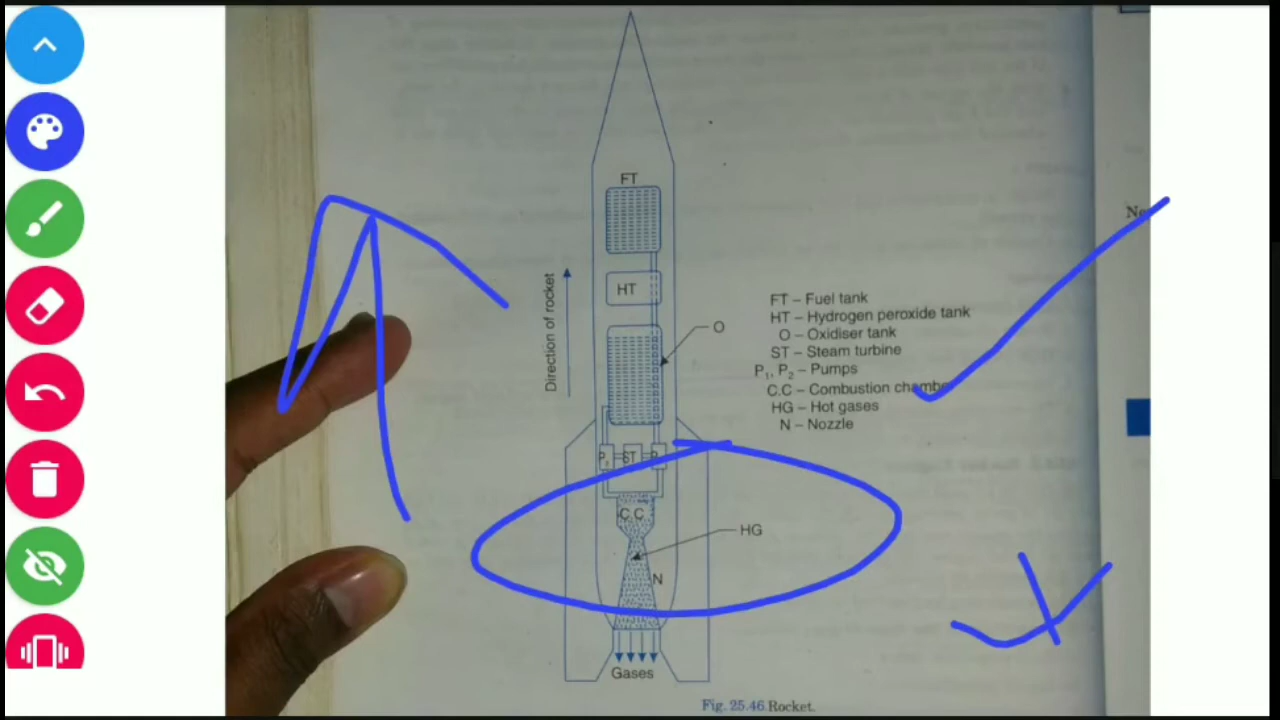 FT
HT
Direction of rocket
O
FT – Fuel tank
HT – Hydrogen peroxide tank
O – Oxidiser tank
ST – Steam turbine
P₁, P₂ – Pumps
C.C – Combustion chamber
HG – Hot gases
N – Nozzle
P₂ ST P
C C
HG
N
Gases
Fig. 25.46. Rocket.